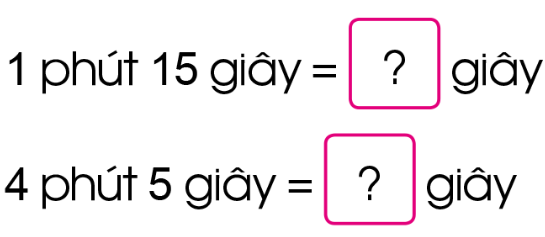 1 phút 15 giây = ? giây
4 phút 5 giây = ? giây